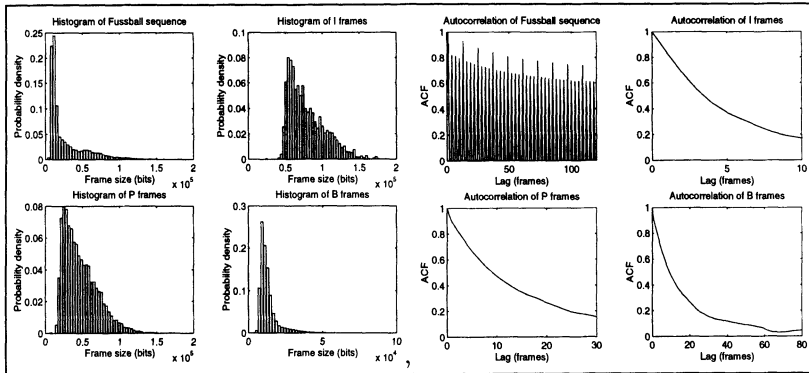 Histogram of Fussball sequence
Probability density
0.25
0.2
0.15
0.1
0.05
0
0 0.5 1 1.5 2
Frame size (bits)
x 10^5
Histogram of I frames
Probability density
0.1
0.08
0.06
0.04
0.02
0
0 0.5 1 1.5 2
Frame size (bits)
x 10^5
Autocorrelation of Fussball sequence
ACF
1
0.8
0.6
0.4
0.2
0
50 100
Lag (frames)
Autocorrelation of I frames
ACF
1
0.8
0.6
0.4
0.2
0
0 5 10
Lag (frames)
Histogram of P frames
Probability density
0.08
0.06
0.04
0.02
0
0 0.5 1 1.5 2
Frame size (bits)
x 10^5
Histogram of B frames
Probability density
0.3
0.2
0.1
0
0 5 10
Frame size (bits)
x 10^4
,
Autocorrelation of P frames
ACF
1
0.8
0.6
0.4
0.2
0
0 10 20 30
Lag (frames)
Autocorrelation of B frames
ACF
1
0.8
0.6
0.4
0.2
0
0 20 40 60 80
Lag (frames)